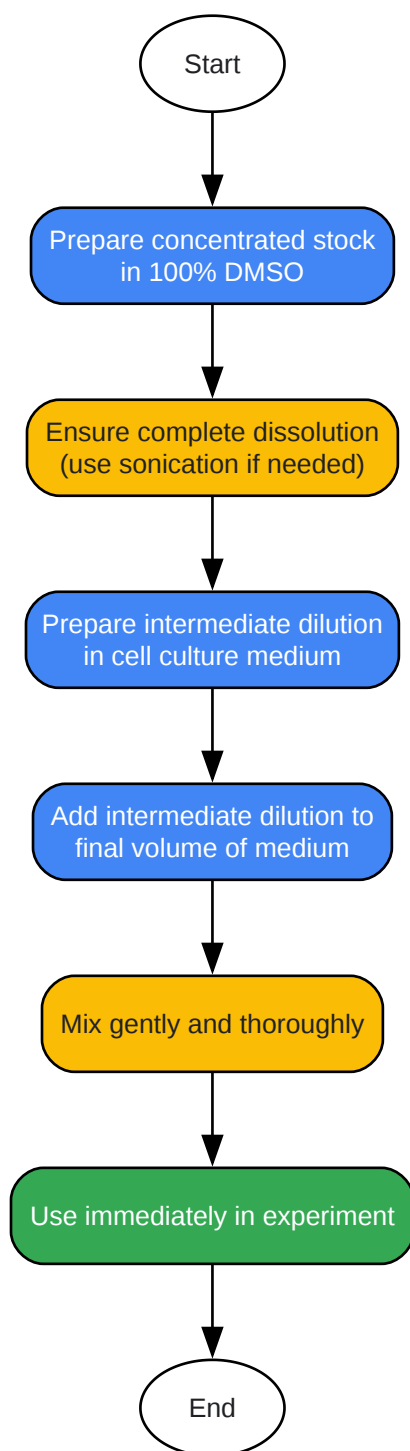 Start
Prepare concentrated stock
in 100% DMSO
Ensure complete dissolution
(use sonication if needed)
Prepare intermediate dilution
in cell culture medium
Add intermediate dilution to
final volume of medium
Mix gently and thoroughly
Use immediately in experiment
End